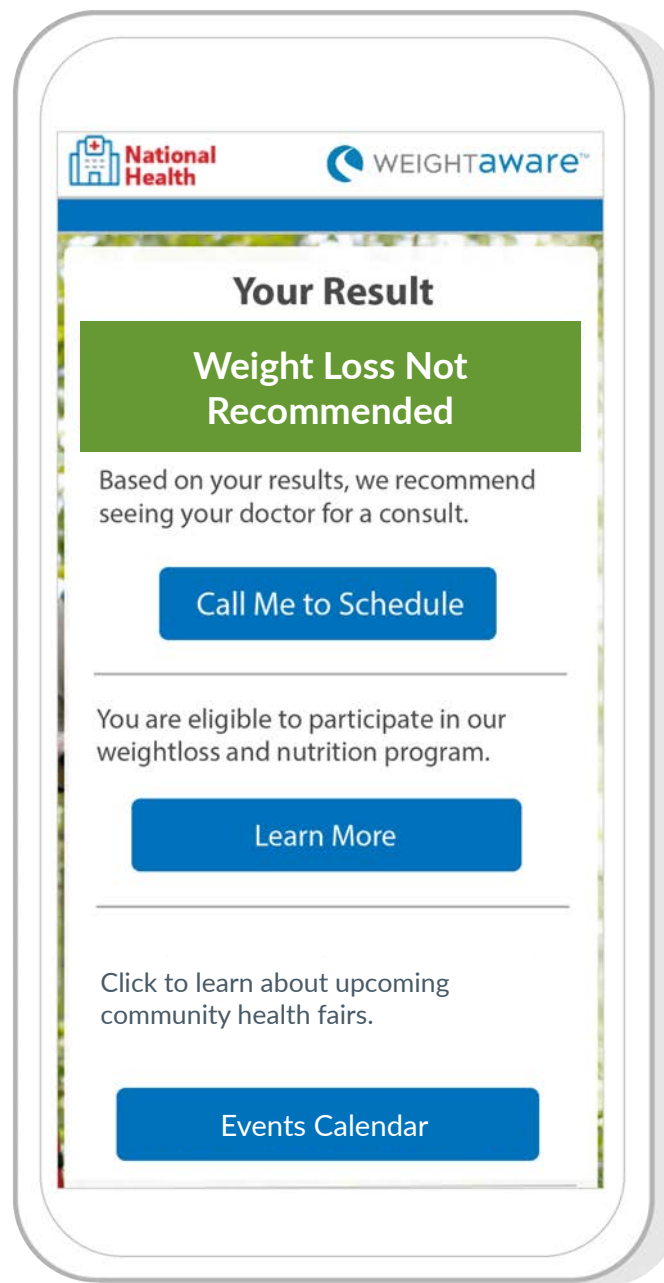 National
Health
WEIGHTaware™
Your Result
Weight Loss Not
Recommended
Based on your results, we recommend
seeing your doctor for a consult.
Call Me to Schedule
You are eligible to participate in our
weightloss and nutrition program.
Learn More
Click to learn about upcoming
community health fairs.
Events Calendar